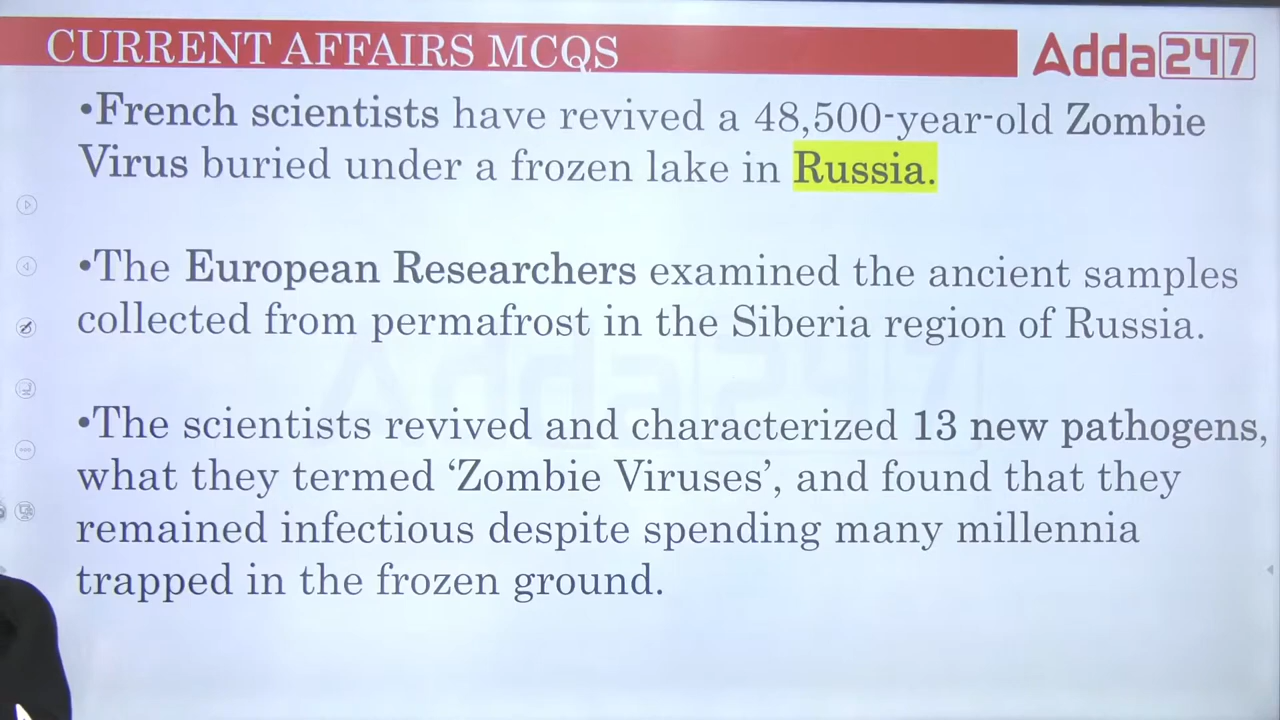 CURRENT AFFAIRS MCQS
Adda247
•French scientists have revived a 48,500-year-old Zombie
Virus buried under a frozen lake in Russia.
•The European Researchers examined the ancient samples
collected from permafrost in the Siberia region of Russia.
•The scientists revived and characterized 13 new pathogens,
what they termed ‘Zombie Viruses’, and found that they
remained infectious despite spending many millennia
trapped in the frozen ground.